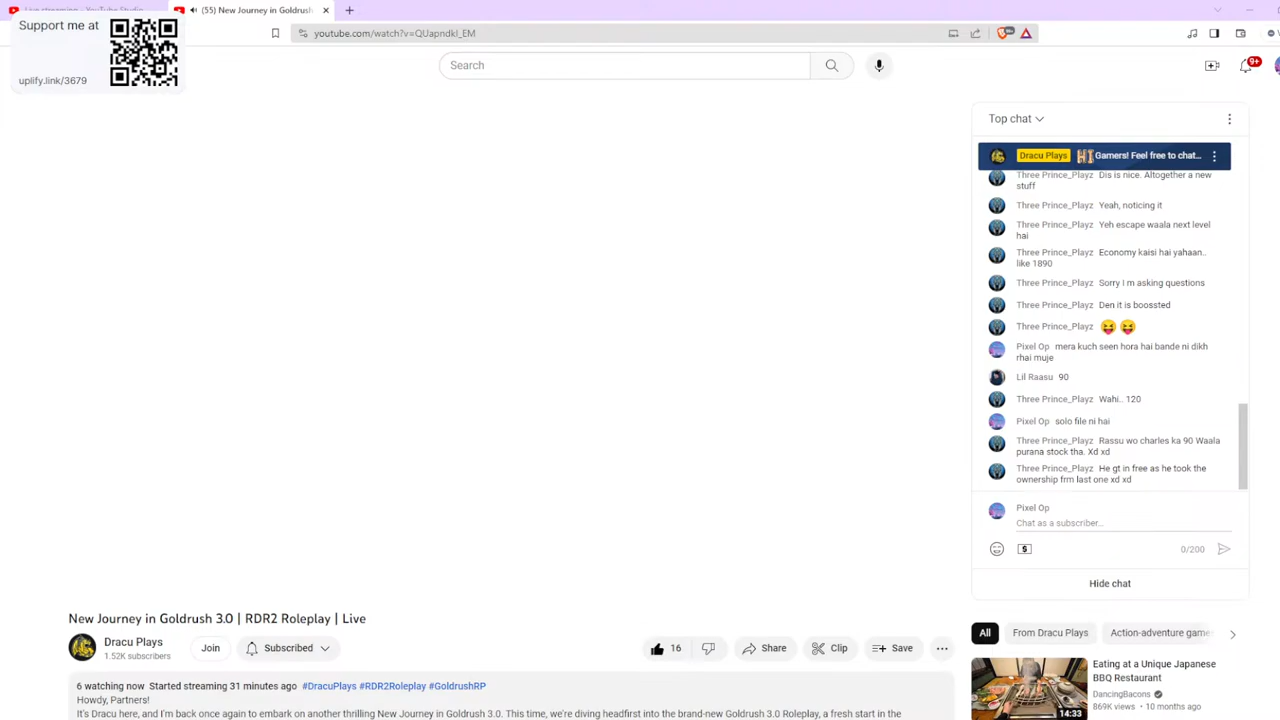 Live streaming - YouTube Studio
(55) New Journey in Goldrush
Support me at
uplify.link/3679
youtube.com/watch?v=QUapndkl_EM
99+
Search
9+
Top chat
Dracu Plays HI Gamers! Feel free to chat...
Three Prince_Playz Dis is nice. Altogether a new
stuff
Three Prince_Playz Yeah, noticing it
Three Prince_Playz Yeh escape waala next level
hai
Three Prince_Playz Economy kaisi hai yahaan..
like 1890
Three Prince_Playz Sorry I m asking questions
Three Prince_Playz Den it is boossted
Three Prince_Playz 😝 😝
Pixel Op mera kuch seen hora hai bande ni dikh
rhai muje
Lil Raasu 90
Three Prince_Playz Wahi.. 120
Pixel Op solo file ni hai
Three Prince_Playz Rassu wo charles ka 90 Waala
purana stock tha. Xd xd
Three Prince_Playz He gt in free as he took the
ownership frm last one xd xd
Pixel Op
Chat as a subscriber...
0/200
Hide chat
New Journey in Goldrush 3.0 | RDR2 Roleplay | Live
Dracu Plays
1.52K subscribers
Join
Subscribed
16
Share
Clip
Save
All
From Dracu Plays
Action-adventure game
6 watching now Started streaming 31 minutes ago #DracuPlays #RDR2Roleplay #GoldrushRP
Howdy, Partners!
It's Dracu here, and I'm back once again to embark on another thrilling New Journey in Goldrush 3.0. This time, we're diving headfirst into the brand-new Goldrush 3.0 Roleplay, a fresh start in the
Eating at a Unique Japanese
BBQ Restaurant
DancingBacons
869K views • 10 months ago
14:33